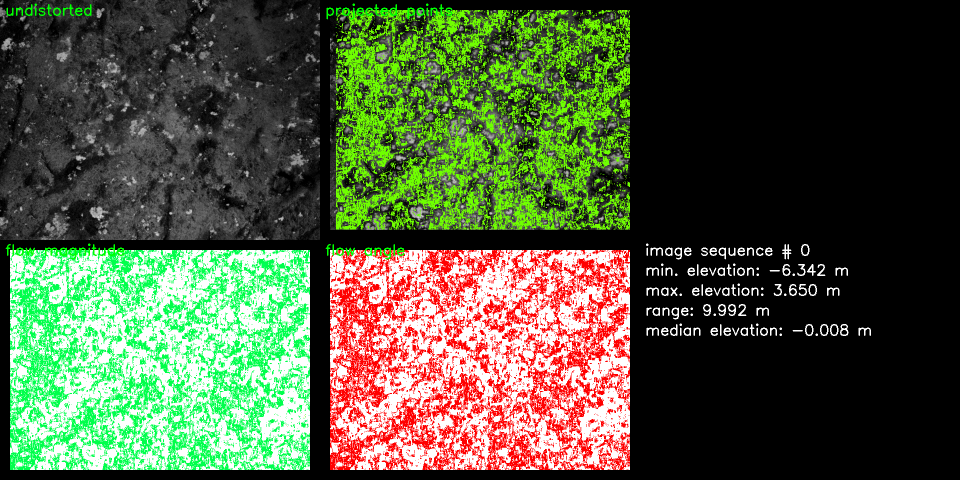 undistorted
projected points
flow magnitude
flow angle
image sequence # 0
min. elevation: −6.342 m
max. elevation: 3.650 m
range: 9.992 m
median elevation: −0.008 m